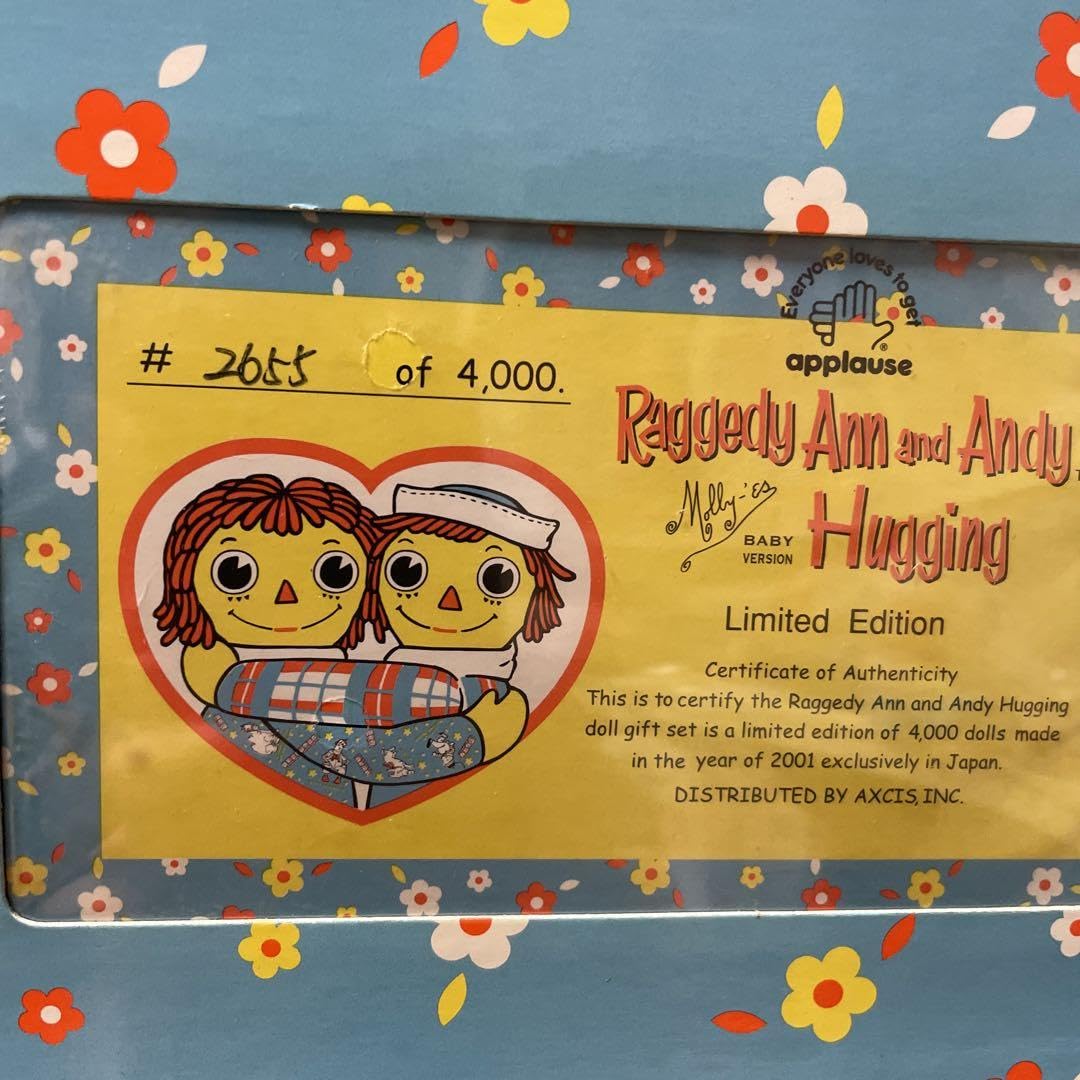 # 2655 of 4,000.
Everyone loves to get
applause®
Raggedy Ann and Andy
Molly-'es
BABY
VERSION
Hugging
Limited Edition
Certificate of Authenticity
This is to certify the Raggedy Ann and Andy Hugging
doll gift set is a limited edition of 4,000 dolls made
in the year of 2001 exclusively in Japan.
DISTRIBUTED BY AXCIS, INC.